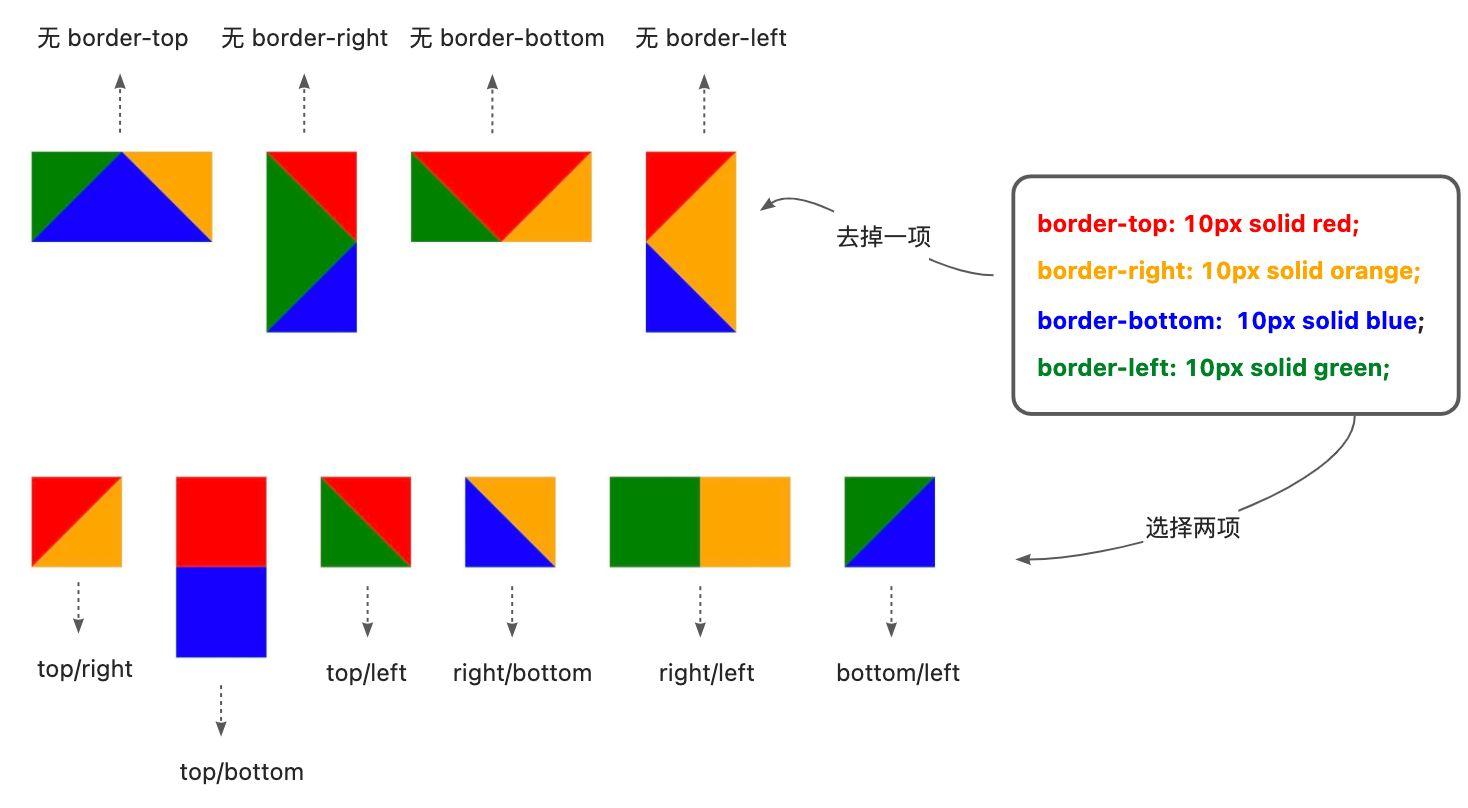 无 border-top
无 border-right
无 border-bottom
无 border-left
去掉一项
border-top: 10px solid red;
border-right: 10px solid orange;
border-bottom:  10px solid blue;
border-left: 10px solid green;
选择两项
top/right
top/bottom
top/left
right/bottom
right/left
bottom/left